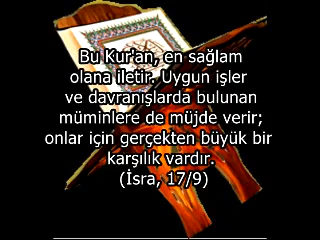 Bu Kur'an, en sağlam
olana iletir. Uygun işler
ve davranışlarda bulunan
müminlere de müjde verir;
onlar için gerçekten büyük bir
karşılık vardır.
(İsra, 17/9)